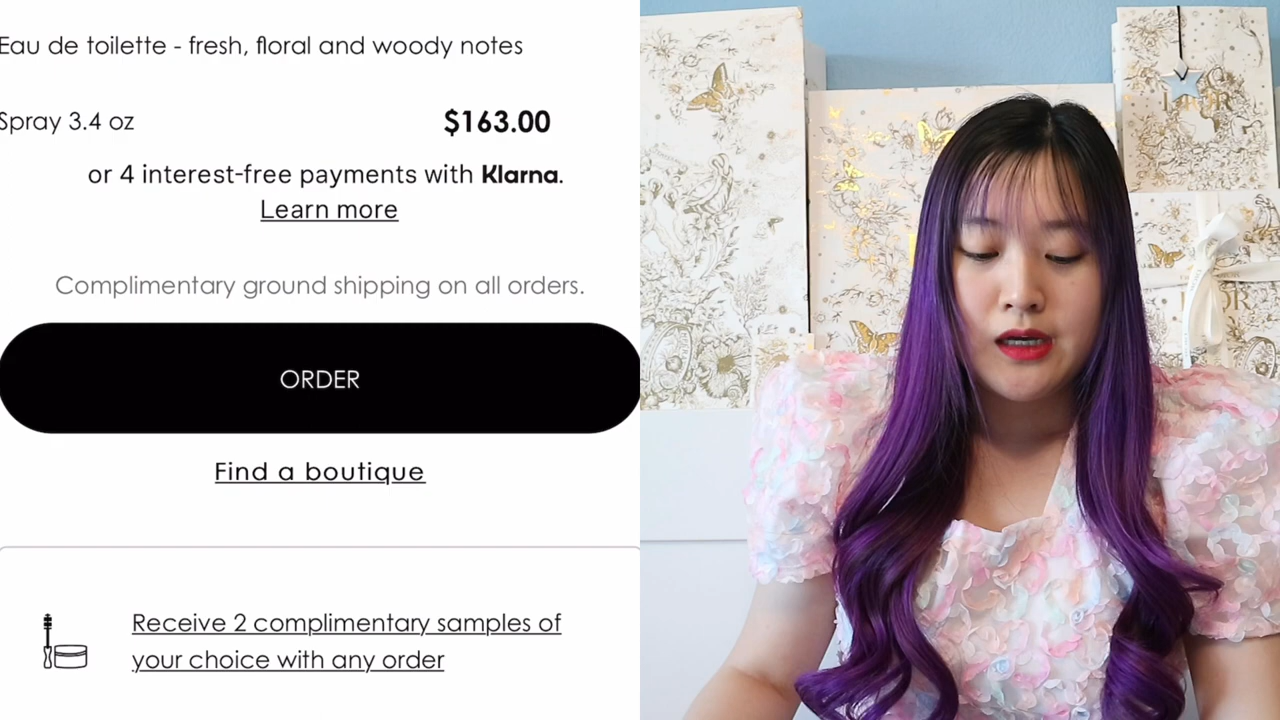 Eau de toilette - fresh, floral and woody notes
Spray 3.4 oz
$163.00
or 4 interest-free payments with Klarna.
Learn more
Complimentary ground shipping on all orders.
ORDER
Find a boutique
Receive 2 complimentary samples of
your choice with any order
DIOR
DIOR